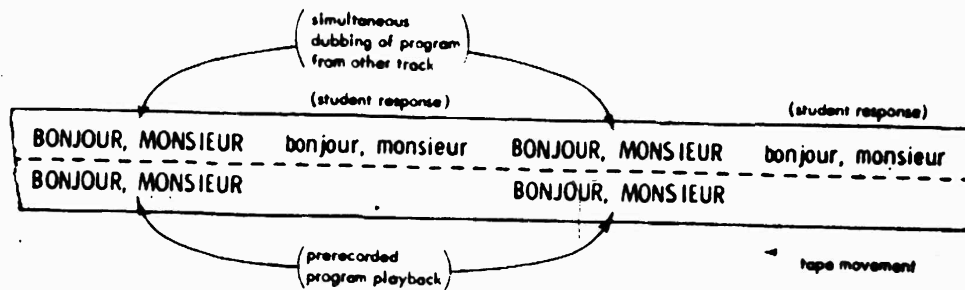 (simultaneous
dubbing of program
from other track)
(student response)
(student response)
BONJOUR, MONSIEUR bonjour, monsieur BONJOUR, MONSIEUR bonjour, monsieur
BONJOUR, MONSIEUR BONJOUR, MONSIEUR
(prerecorded
program playback)
tape movement